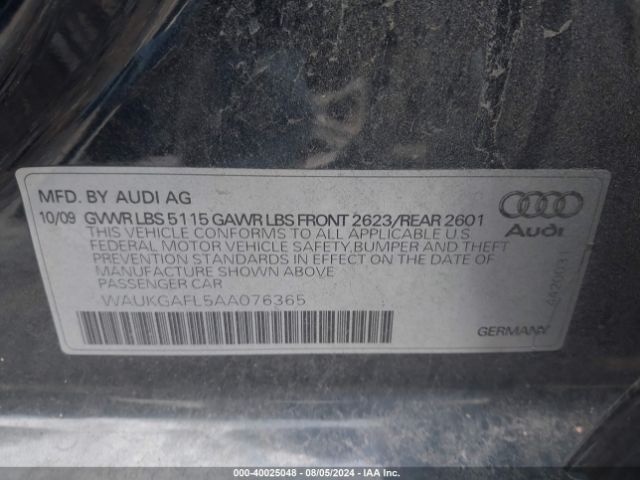 MFD. BY AUDI AG
10/09 GVWR LBS 5115 GAWR LBS FRONT 2623/REAR 2601
THIS VEHICLE CONFORMS TO ALL APPLICABLE U.S.
FEDERAL MOTOR VEHICLE SAFETY,BUMPER AND THEFT
PREVENTION STANDARDS IN EFFECT ON THE DATE OF
MANUFACTURE SHOWN ABOVE
PASSENGER CAR
WAUKGAFL5AA076365
Audi
GERMANY
000-40025048 - 08/05/2024 - IAA Inc.